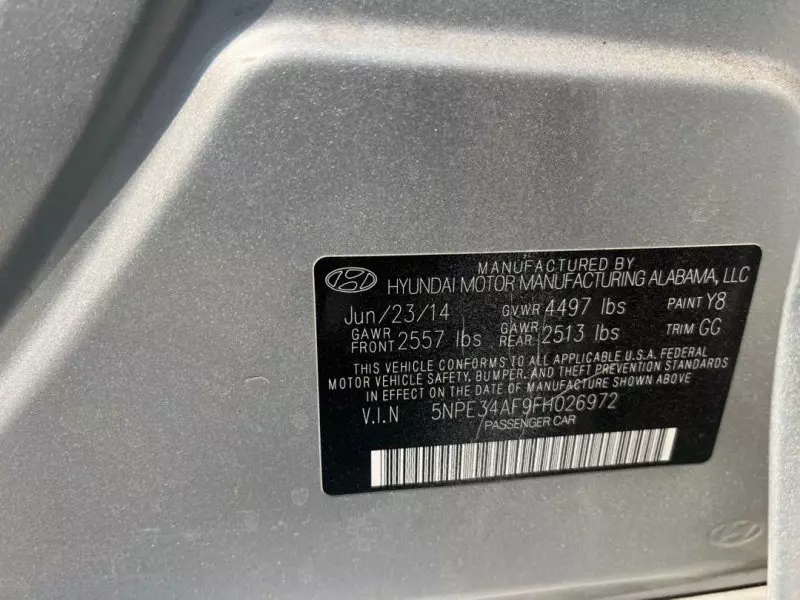 MANUFACTURED BY
HYUNDAI MOTOR MANUFACTURING ALABAMA, LLC
Jun/23/14 GVWR 4497 lbs PAINT Y8
GAWR FRONT 2557 lbs GAWR REAR 2513 lbs TRIM GG
THIS VEHICLE CONFORMS TO ALL APPLICABLE U.S.A. FEDERAL
MOTOR VEHICLE SAFETY, BUMPER, AND THEFT PREVENTION STANDARDS
IN EFFECT ON THE DATE OF MANUFACTURE SHOWN ABOVE
V.I.N 5NPE34AF9FH026972
PASSENGER CAR